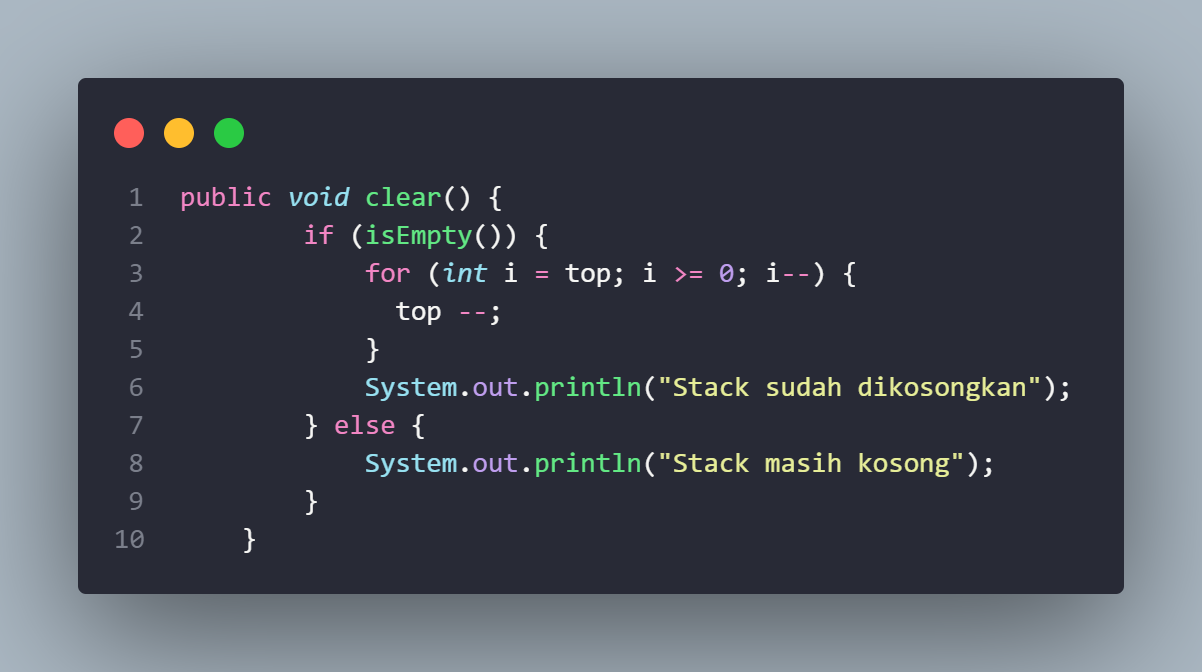 1 public void clear() {
2 if (isEmpty()) {
3 for (int i = top; i >= 0; i--) {
4 top --;
5 }
6 System.out.println("Stack sudah dikosongkan");
7 } else {
8 System.out.println("Stack masih kosong");
9 }
10 }